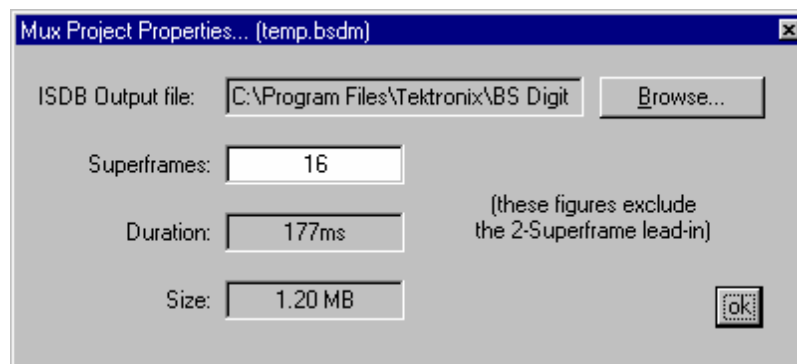 Mux Project Properties... (temp.bsdm)
ISDB Output file: C:\Program Files\Tektronix\BS Digit Browse...
Superframes: 16
(these figures exclude
the 2-Superframe lead-in)
Duration: 177ms
Size: 1.20 MB
ok